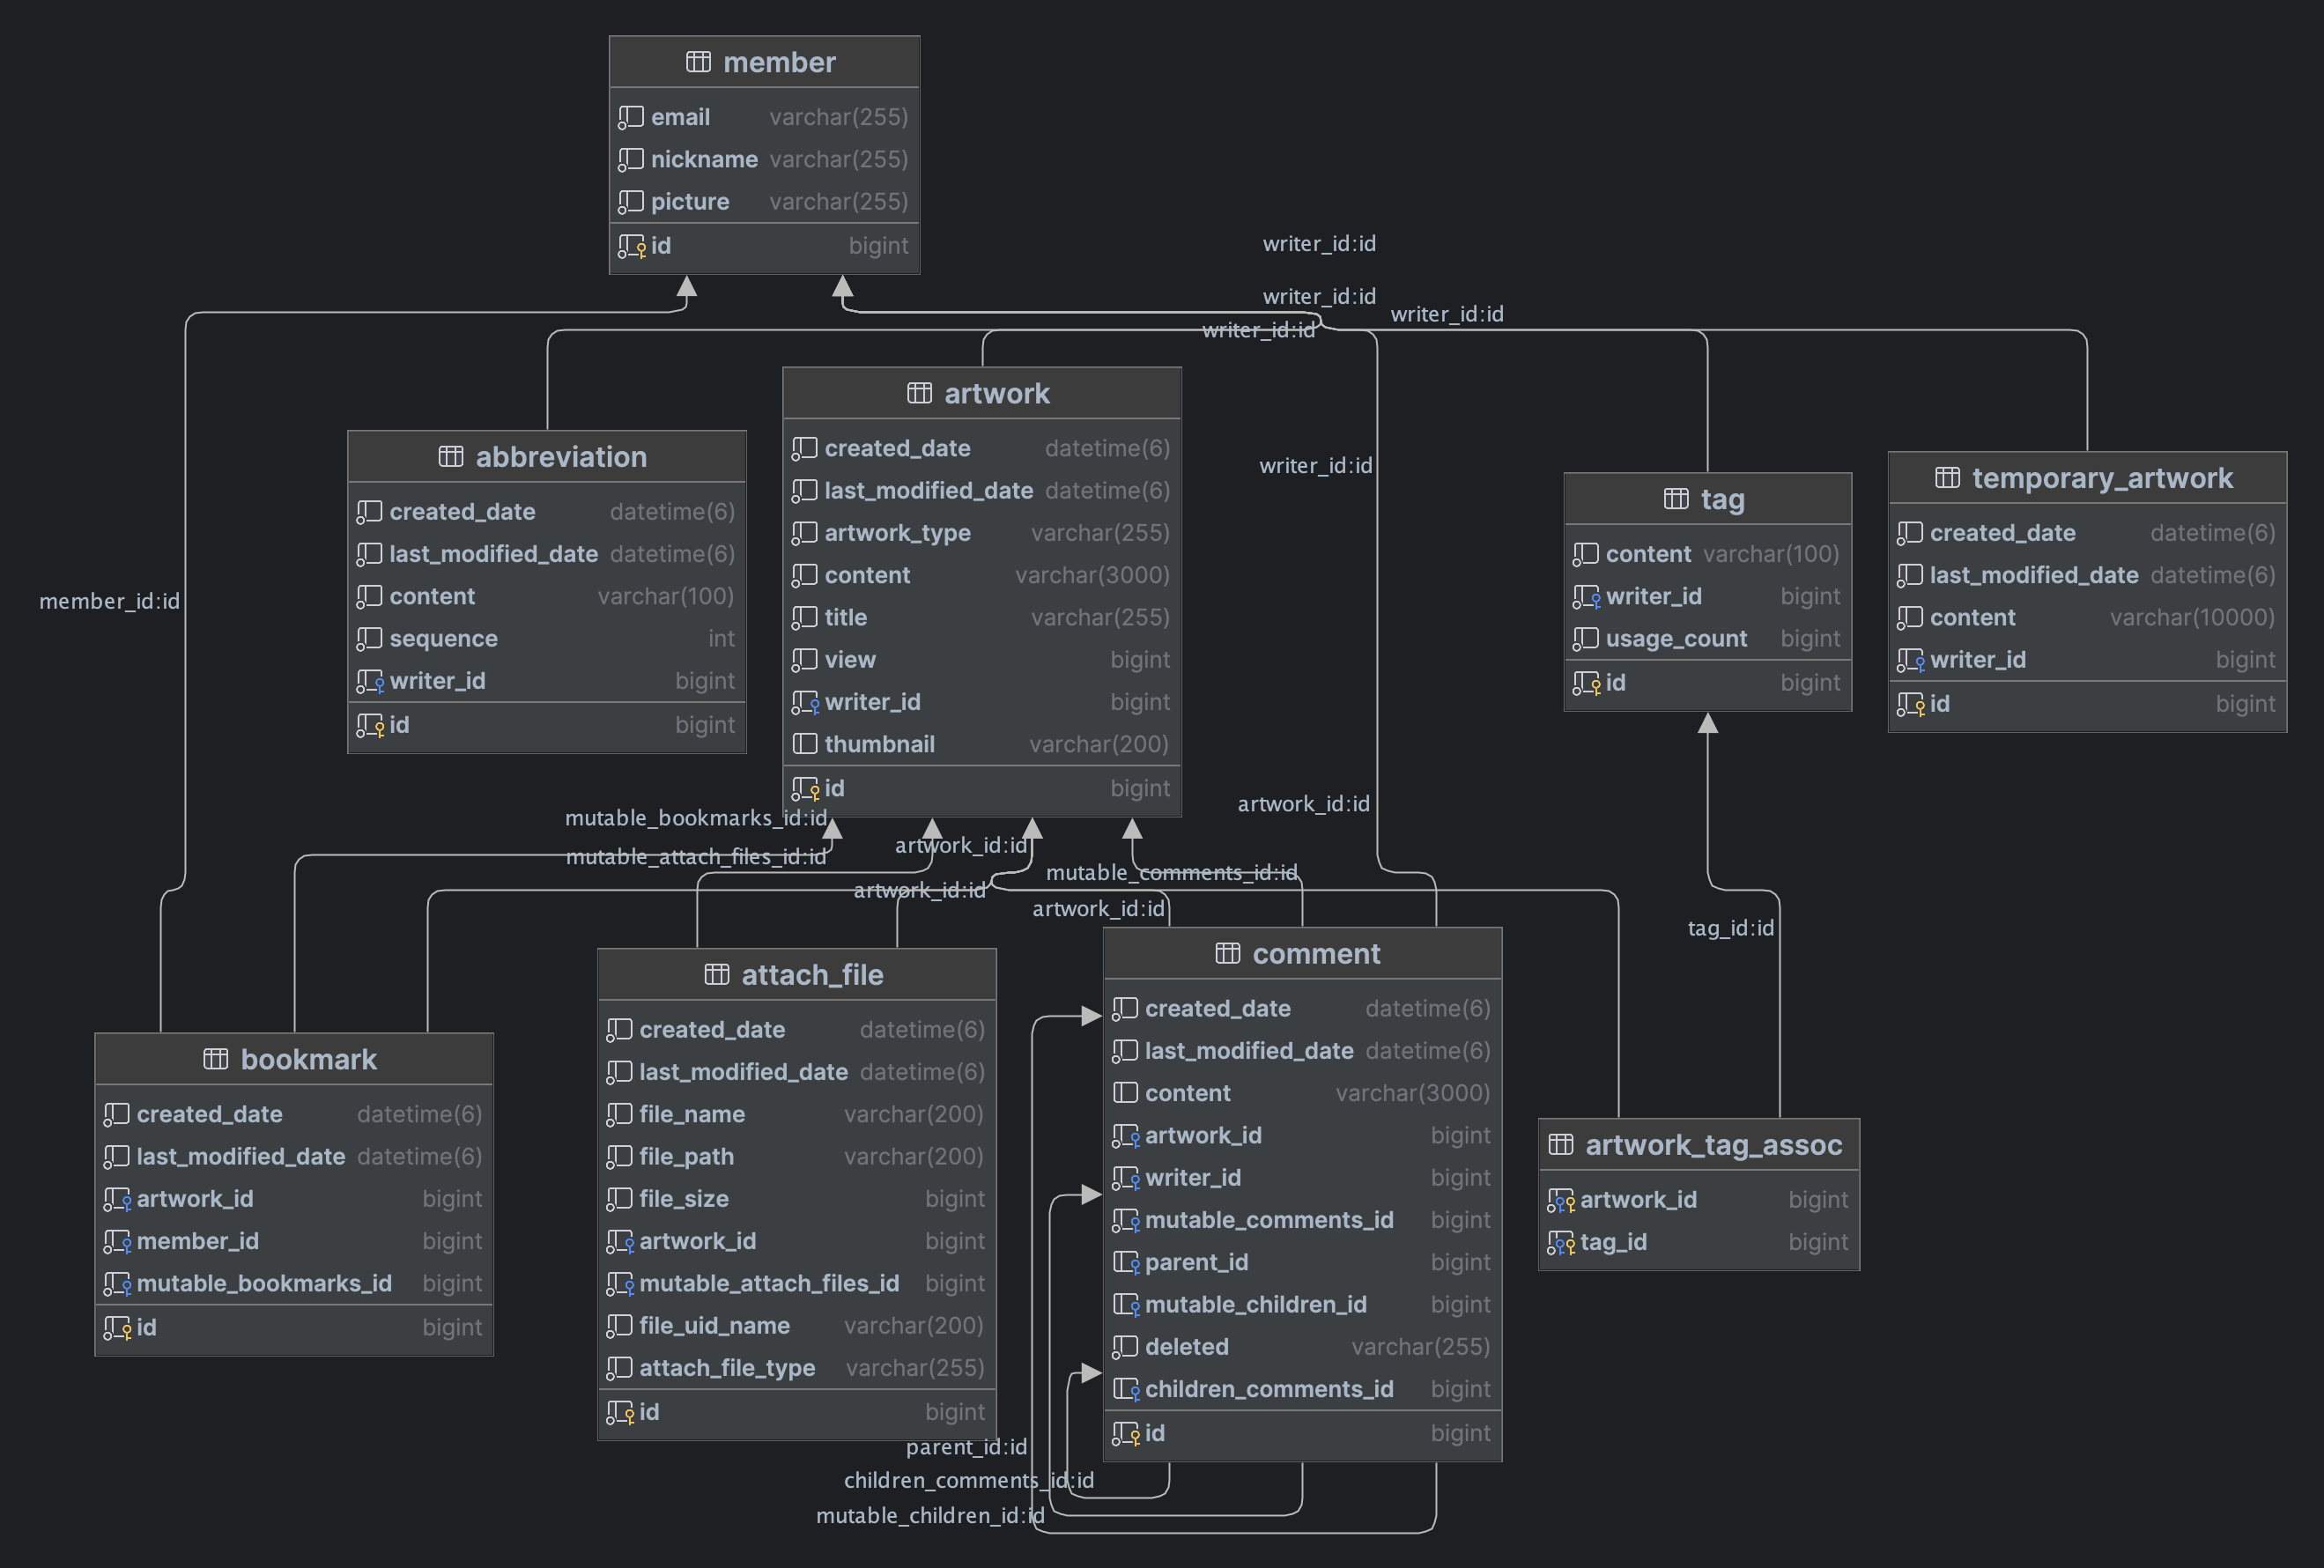 member
email varchar(255)
nickname varchar(255)
picture varchar(255)
id bigint
writer_id:id
writer_id:id
writer_id:id
writer_id:id
writer_id:id
member_id:id
abbreviation
created_date datetime(6)
last_modified_date datetime(6)
content varchar(100)
sequence int
writer_id bigint
id bigint
artwork
created_date datetime(6)
last_modified_date datetime(6)
artwork_type varchar(255)
content varchar(3000)
title varchar(255)
view bigint
writer_id bigint
thumbnail varchar(200)
id bigint
tag
content varchar(100)
writer_id bigint
usage_count bigint
id bigint
temporary_artwork
created_date datetime(6)
last_modified_date datetime(6)
content varchar(10000)
writer_id bigint
id bigint
artwork_id:id
mutable_bookmarks_id:id
artwork_id:id
mutable_attach_files_id:id
mutable_comments_id:id
artwork_id:id
artwork_id:id
tag_id:id
bookmark
created_date datetime(6)
last_modified_date datetime(6)
artwork_id bigint
member_id bigint
mutable_bookmarks_id bigint
id bigint
attach_file
created_date datetime(6)
last_modified_date datetime(6)
file_name varchar(200)
file_path varchar(200)
file_size bigint
artwork_id bigint
mutable_attach_files_id bigint
file_uid_name varchar(200)
attach_file_type varchar(255)
id bigint
comment
created_date datetime(6)
last_modified_date datetime(6)
content varchar(3000)
artwork_id bigint
writer_id bigint
mutable_comments_id bigint
parent_id bigint
mutable_children_id bigint
deleted varchar(255)
children_comments_id bigint
id bigint
artwork_tag_assoc
artwork_id bigint
tag_id bigint
parent_id:id
children_comments_id:id
mutable_children_id:id